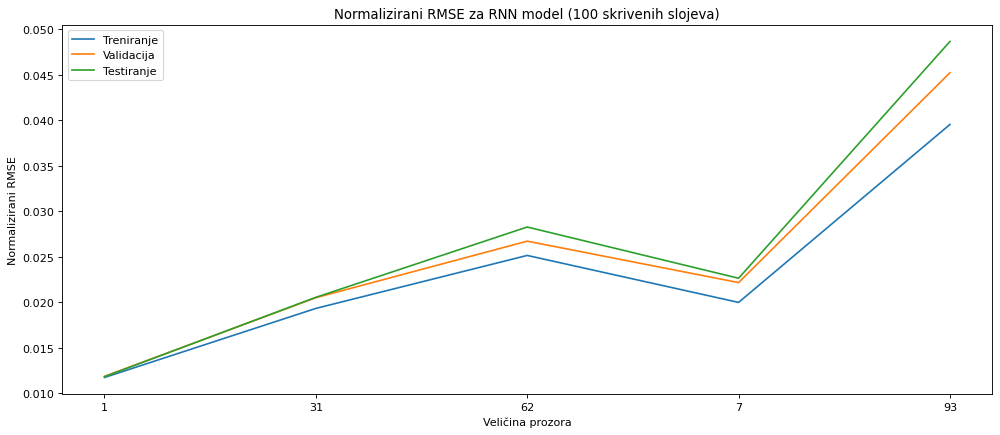 Normalizirani RMSE za RNN model (100 skrivenih slojeva)
Treniranje
Validacija
Testiranje
Normalizirani RMSE
0.050
0.045
0.040
0.035
0.030
0.025
0.020
0.015
0.010
1 31 62 7 93
Veličina prozora